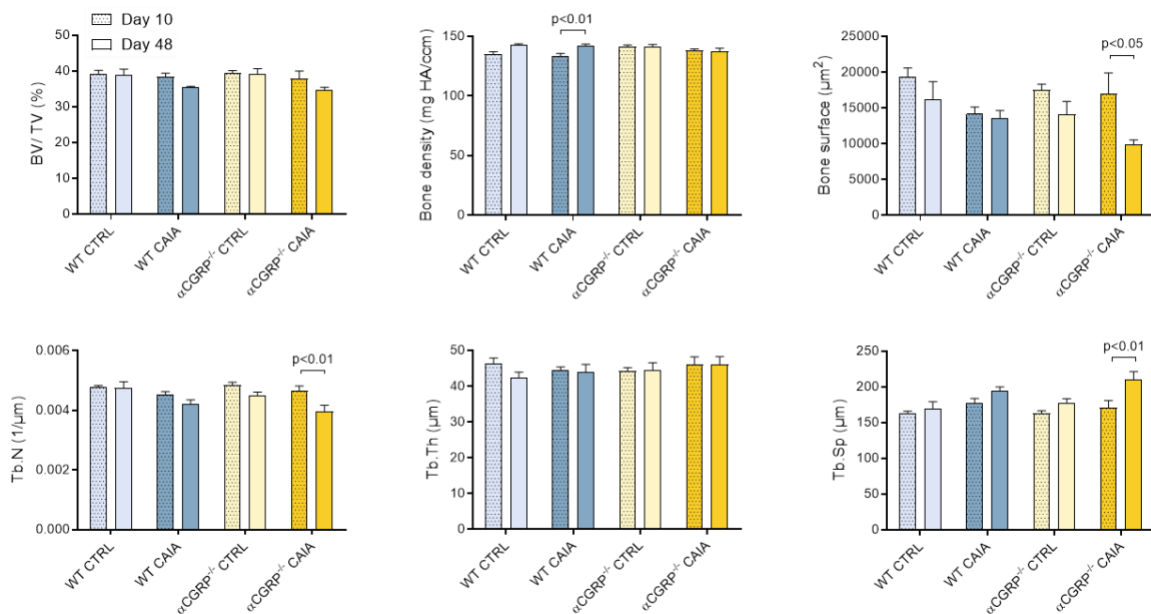 Day 10
Day 48
BV/ TV (%)
50
40
30
20
10
0
WT CTRL
WT CAIA
αCGRP-/- CTRL
αCGRP-/- CAIA
Bone density (mg HA/ccm)
150
100
50
0
p<0.01
WT CTRL
WT CAIA
αCGRP-/- CTRL
αCGRP-/- CAIA
Bone surface (µm²)
25000
20000
15000
10000
5000
0
p<0.05
WT CTRL
WT CAIA
αCGRP-/- CTRL
αCGRP-/- CAIA
Tb.N (1/µm)
0.006
0.004
0.002
0.000
p<0.01
WT CTRL
WT CAIA
αCGRP-/- CTRL
αCGRP-/- CAIA
Tb.Th (µm)
50
40
30
20
10
0
WT CTRL
WT CAIA
αCGRP-/- CTRL
αCGRP-/- CAIA
Tb.Sp (µm)
250
200
150
100
50
0
p<0.01
WT CTRL
WT CAIA
αCGRP-/- CTRL
αCGRP-/- CAIA